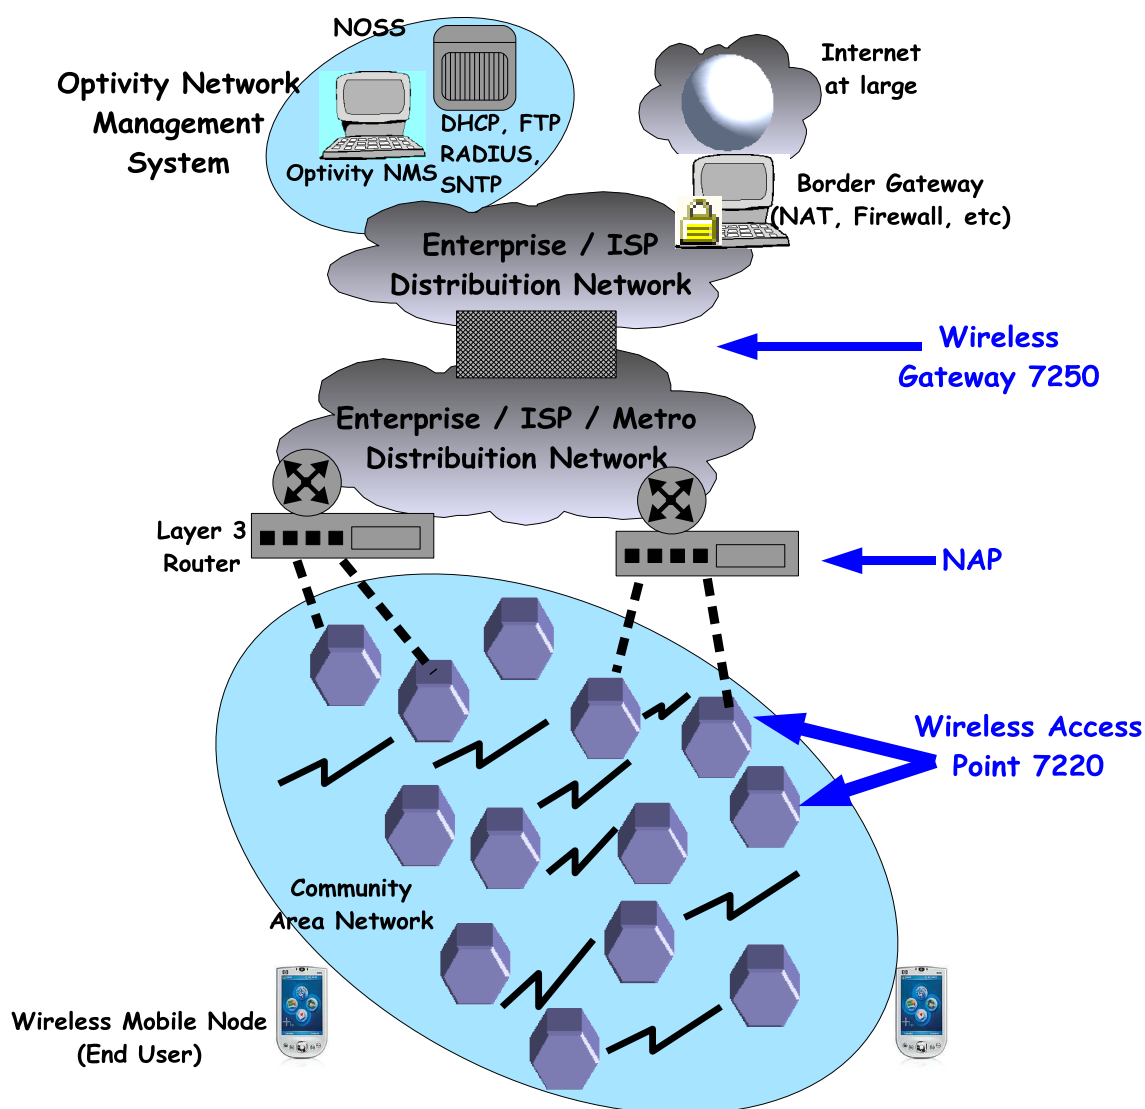 NOSS
Optivity Network
Management
System
DHCP, FTP
RADIUS,
SNTP
Optivity NMS
Internet
at large
Border Gateway
(NAT, Firewall, etc)
Enterprise / ISP
Distribuition Network
Wireless
Gateway 7250
Enterprise / ISP / Metro
Distribuition Network
Layer 3
Router
NAP
Wireless Access
Point 7220
Community
Area Network
Wireless Mobile Node
(End User)